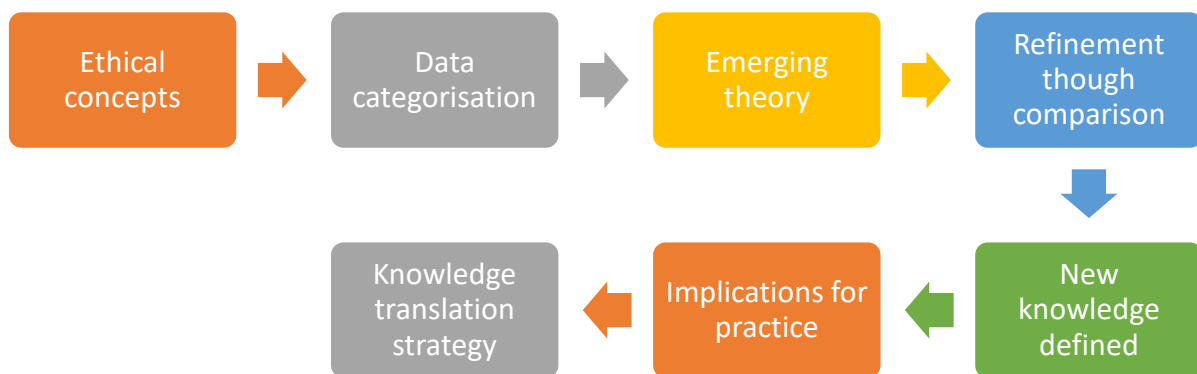 Ethical
concepts
Data
categorisation
Emerging
theory
Refinement
though
comparison
New
knowledge
defined
Implications for
practice
Knowledge
translation
strategy